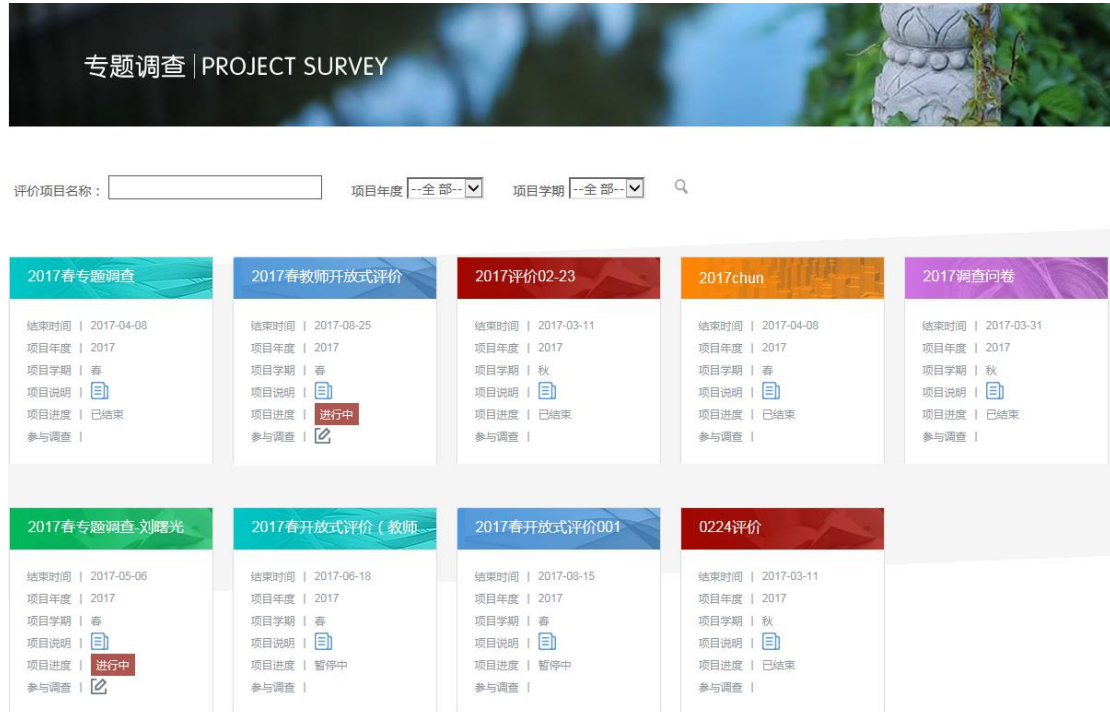 专题调查 | PROJECT SURVEY
评价项目名称： 项目年度 --全 部-- 项目学期 --全 部--
2017春专题调查
结束时间 | 2017-04-08
项目年度 | 2017
项目学期 | 春
项目说明 |
项目进度 | 已结束
参与调查 |
2017春教师开放式评价
结束时间 | 2017-08-25
项目年度 | 2017
项目学期 | 春
项目说明 |
项目进度 | 进行中
参与调查 |
2017评价02-23
结束时间 | 2017-03-11
项目年度 | 2017
项目学期 | 秋
项目说明 |
项目进度 | 已结束
参与调查 |
2017chun
结束时间 | 2017-04-08
项目年度 | 2017
项目学期 | 春
项目说明 |
项目进度 | 已结束
参与调查 |
2017调查问卷
结束时间 | 2017-03-31
项目年度 | 2017
项目学期 | 秋
项目说明 |
项目进度 | 已结束
参与调查 |
2017春专题调查-刘曙光
结束时间 | 2017-05-06
项目年度 | 2017
项目学期 | 春
项目说明 |
项目进度 | 进行中
参与调查 |
2017春开放式评价（教师...
结束时间 | 2017-06-18
项目年度 | 2017
项目学期 | 春
项目说明 |
项目进度 | 暂停中
参与调查 |
2017春开放式评价001
结束时间 | 2017-08-15
项目年度 | 2017
项目学期 | 春
项目说明 |
项目进度 | 暂停中
参与调查 |
0224评价
结束时间 | 2017-03-11
项目年度 | 2017
项目学期 | 秋
项目说明 |
项目进度 | 已结束
参与调查 |